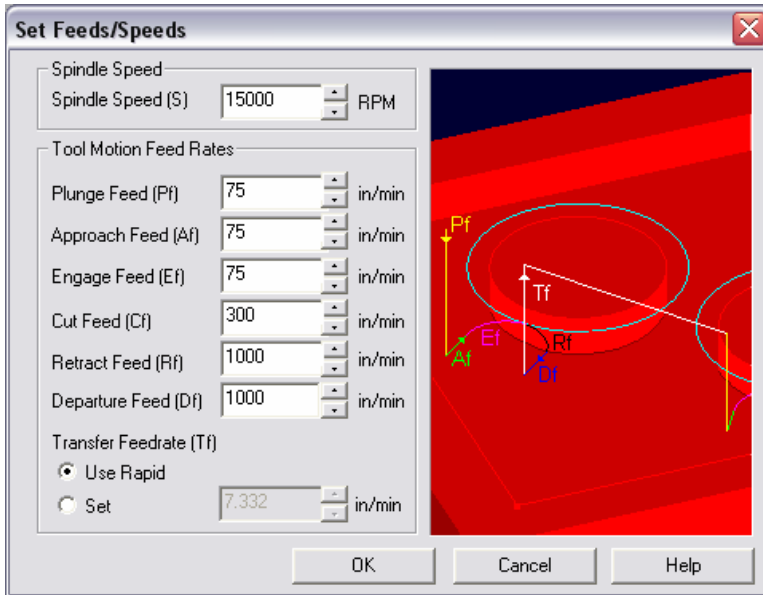 Set Feeds/Speeds
Spindle Speed
Spindle Speed (S) 15000 RPM
Tool Motion Feed Rates
Plunge Feed (Pf) 75 in/min
Approach Feed (Af) 75 in/min
Engage Feed (Ef) 75 in/min
Cut Feed (Cf) 300 in/min
Retract Feed (Rf) 1000 in/min
Departure Feed (Df) 1000 in/min
Transfer Feedrate (Tf)
Use Rapid
Set 7.332 in/min
Pf
Tf
Ef
Rf
Af
Df
OK Cancel Help